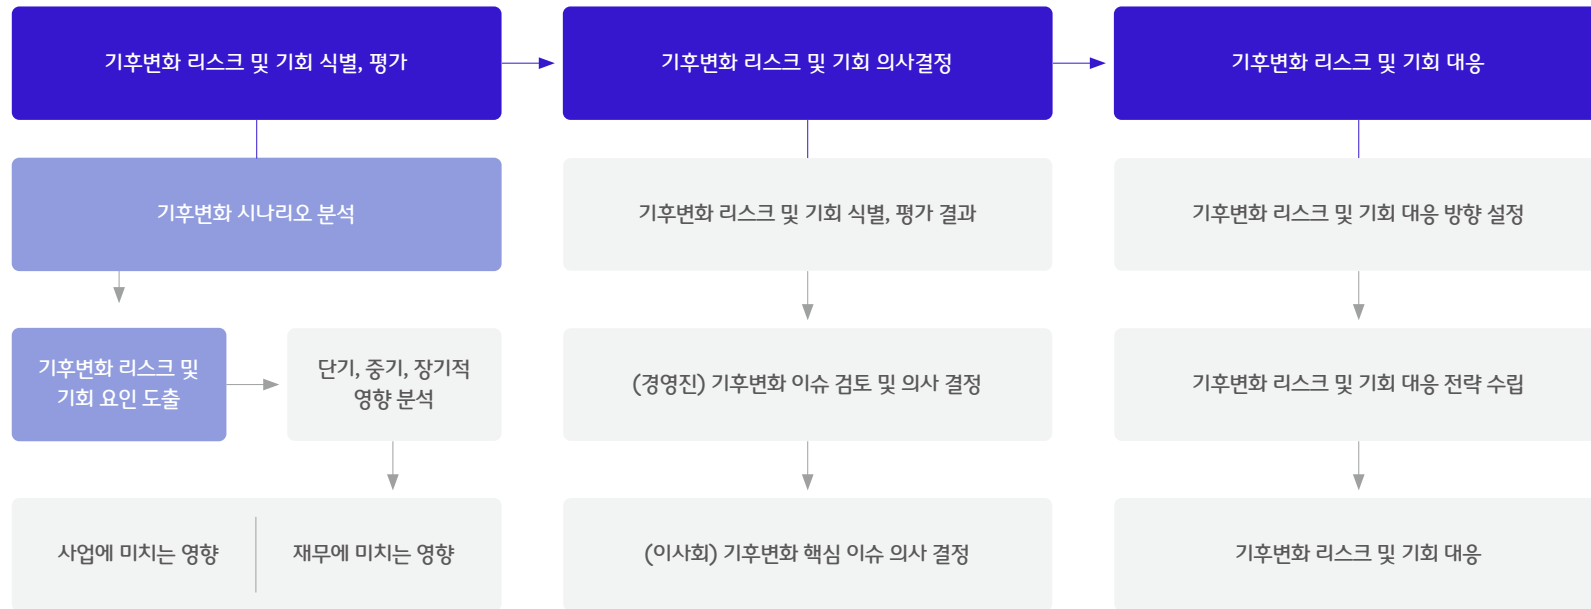 기후변화 리스크 및 기회 식별, 평가
기후변화 리스크 및 기회 의사결정
기후변화 리스크 및 기회 대응
기후변화 시나리오 분석
기후변화 리스크 및 기회 식별, 평가 결과
기후변화 리스크 및 기회 대응 방향 설정
기후변화 리스크 및
기회 요인 도출
단기, 중기, 장기적
영향 분석
(경영진) 기후변화 이슈 검토 및 의사 결정
기후변화 리스크 및 기회 대응 전략 수립
사업에 미치는 영향
재무에 미치는 영향
(이사회) 기후변화 핵심 이슈 의사 결정
기후변화 리스크 및 기회 대응